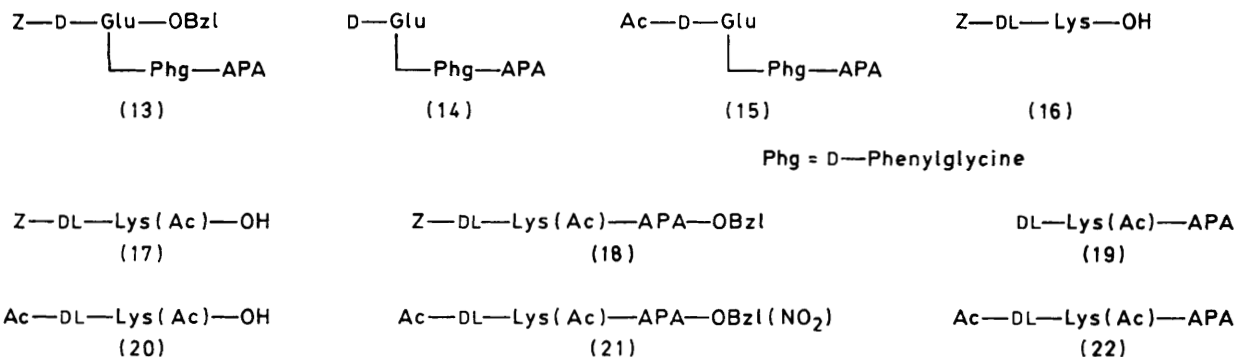 Z—D—Glu—OBzl D—Glu Ac—D—Glu Z—DL—Lys—OH
Phg—APA Phg—APA Phg—APA
(13) (14) (15) (16)
Phg = D—Phenylglycine
Z—DL—Lys(Ac)—OH Z—DL—Lys(Ac)—APA—OBzl DL—Lys(Ac)—APA
(17) (18) (19)
Ac—DL—Lys(Ac)—OH Ac—DL—Lys(Ac)—APA—OBzl(NO₂) Ac—DL—Lys(Ac)—APA
(20) (21) (22)